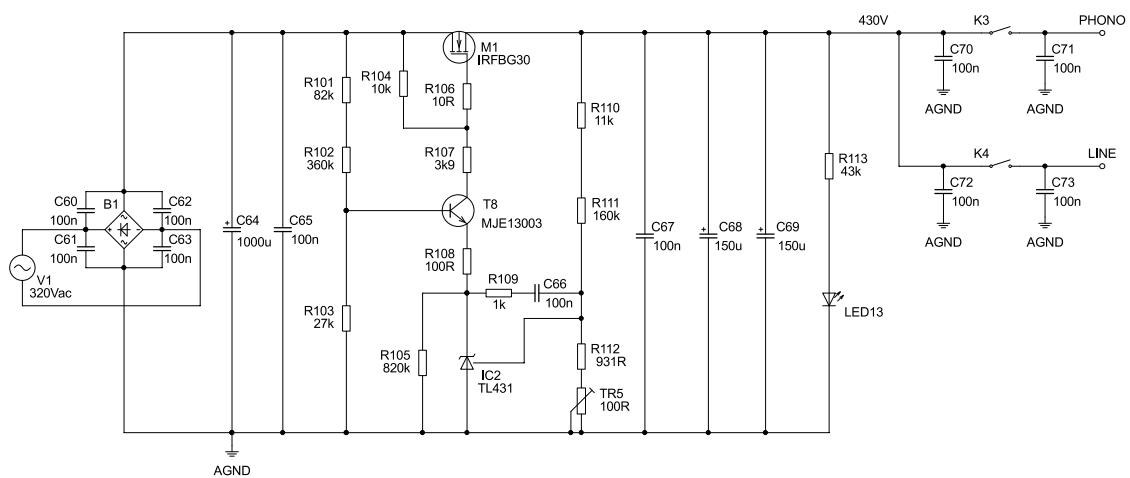 430V
K3
PHONO
M1
IRFBG30
C70
100n
C71
100n
R101
82k
R104
10k
R106
10R
R110
11k
AGND
AGND
R102
360k
R107
3k9
K4
LINE
R113
43k
C60
100n
B1
C62
100n
C72
100n
C73
100n
T8
MJE13003
R111
160k
C61
100n
C63
100n
C64
1000u
C65
100n
C67
100n
C68
150u
C69
150u
AGND
AGND
R108
100R
V1
320Vac
R109
1k
C66
100n
R103
27k
LED13
R105
820k
IC2
TL431
R112
931R
TR5
100R
AGND